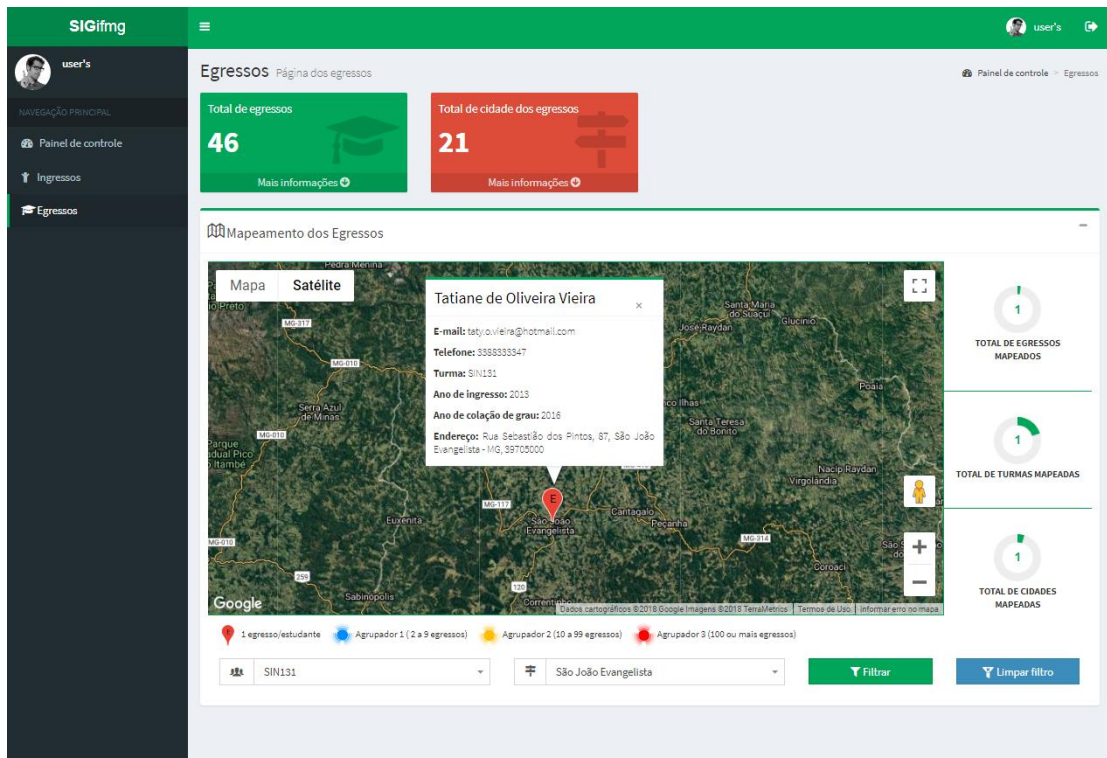 SIGifmg
user's
user's
NAVEGAÇÃO PRINCIPAL
Painel de controle
Ingressos
Egressos
Egressos Página dos egressos
Painel de controle > Egressos
Total de egressos
46
Mais informações
Total de cidade dos egressos
21
Mais informações
Mapeamento dos Egressos
Mapa Satélite
Pedra Menina
io Preto
MG-317
MG-010
Serra Azul
de Minas
MG-010
Parque
adual Pico
o Itambé
Euxenita
MG-010
259
Sabinópolis
MG-117
São João
Evangelista
120
Correntinho
Cantagalo
Peçanha
MG-314
Coroaci
Santa Maria
do Suaçuí
Glucínio
José Raydan
Poaia
co Ilhas
Santa Teresa
do Bonito
Nacip Raydan
Virgolândia
Tatiane de Oliveira Vieira ×
E-mail: taty.o.vieira@hotmail.com
Telefone: 3388333347
Turma: SIN131
Ano de ingresso: 2013
Ano de colação de grau: 2016
Endereço: Rua Sebastião dos Pintos, 87, São João
Evangelista - MG, 39705000
E
+
−
Google
Dados cartográficos ©2018 Google Imagens ©2018 TerraMetrics Termos de Uso Informar erro no mapa
1
TOTAL DE EGRESSOS
MAPEADOS
1
TOTAL DE TURMAS MAPEADAS
1
TOTAL DE CIDADES
MAPEADAS
1 egresso/estudante Agrupador 1 ( 2 a 9 egressos) Agrupador 2 (10 a 99 egressos) Agrupador 3 (100 ou mais egressos)
SIN131 São João Evangelista Filtrar Limpar filtro